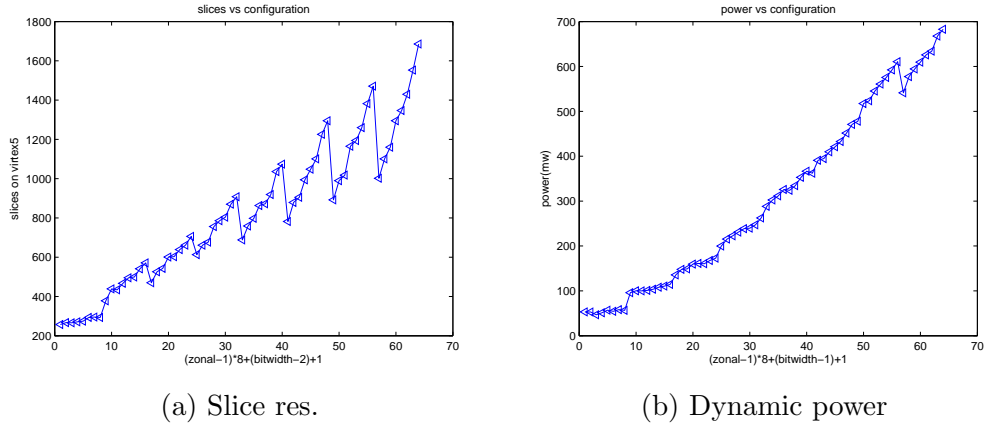 slices vs configuration
1800
1600
1400
1200
1000
800
600
400
200
slices on virtex5
0 10 20 30 40 50 60 70
(zonal−1)*8+(bitwidth−2)+1
(a) Slice res.
power vs configuration
700
600
500
400
300
200
100
0
power(mw)
0 10 20 30 40 50 60 70
(zonal−1)*8+(bitwidth−1)+1
(b) Dynamic power